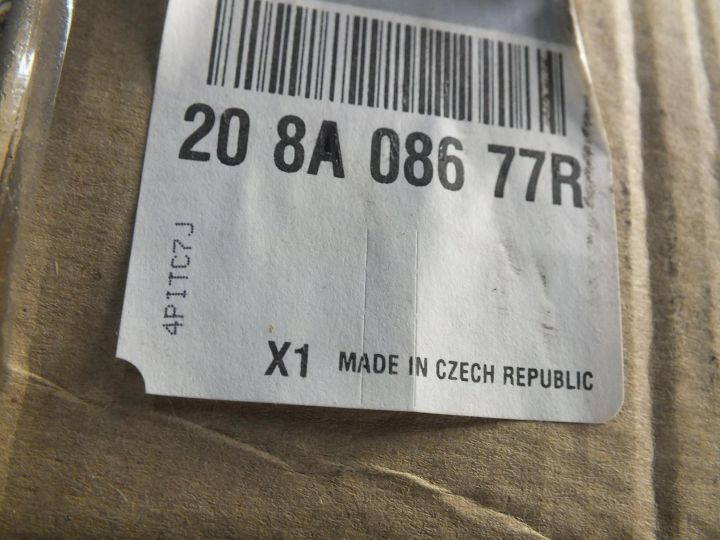 20 8A 086 77R
4PITC7J
X1 MADE IN CZECH REPUBLIC